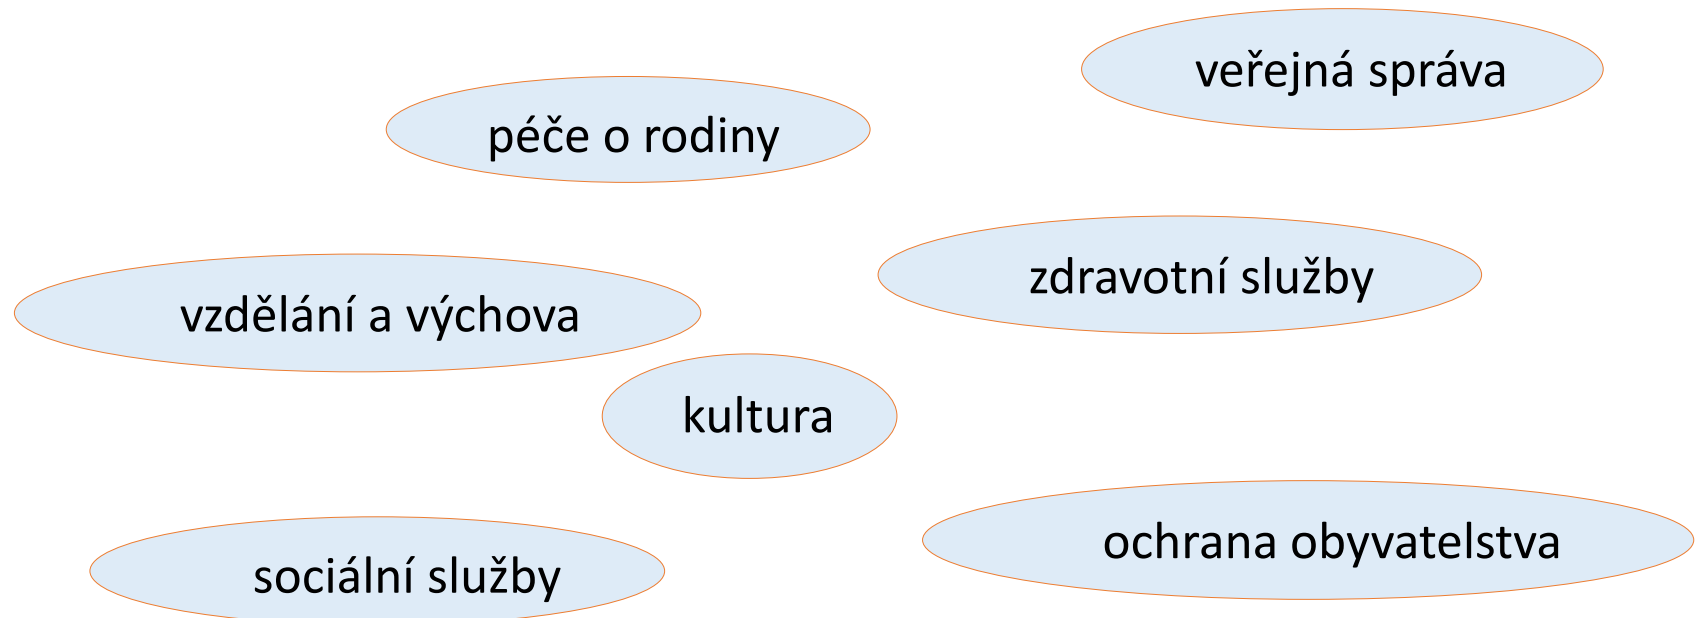 veřejná správa
péče o rodiny
zdravotní služby
vzdělání a výchova
kultura
ochrana obyvatelstva
sociální služby